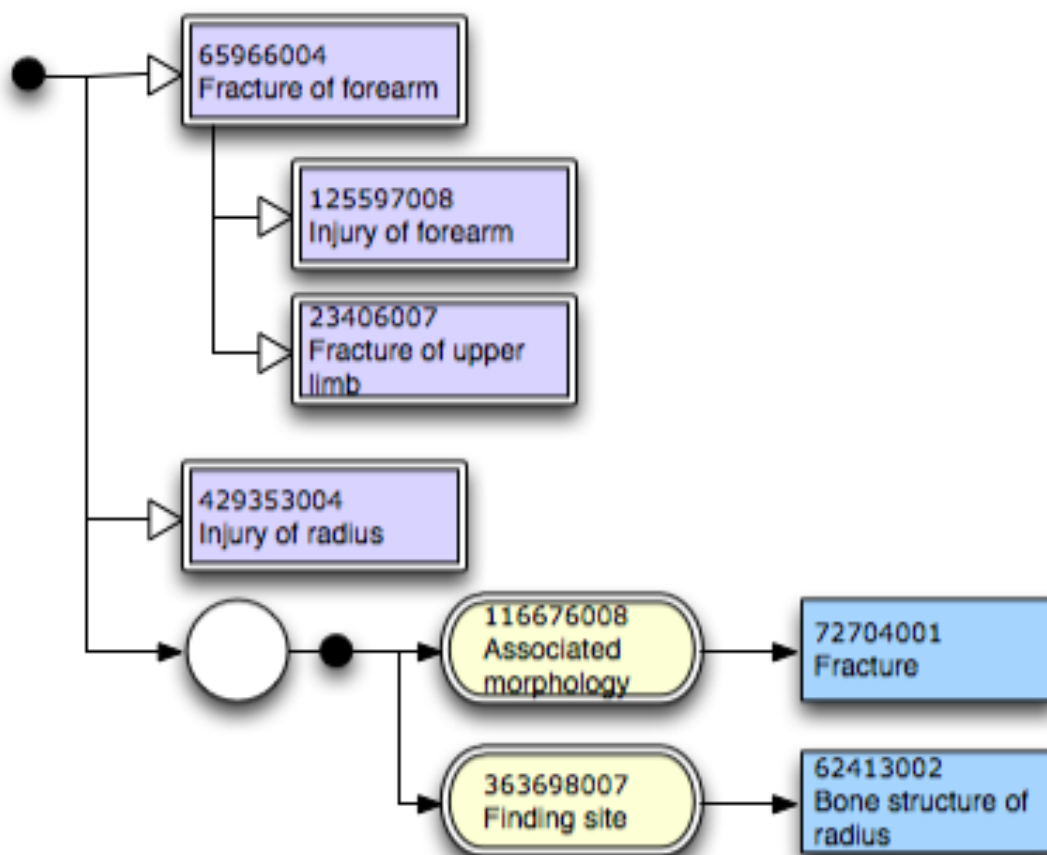 65966004
Fracture of forearm
125597008
Injury of forearm
23406007
Fracture of upper
limb
429353004
Injury of radius
116676008
Associated
morphology
72704001
Fracture
363698007
Finding site
62413002
Bone structure of
radius